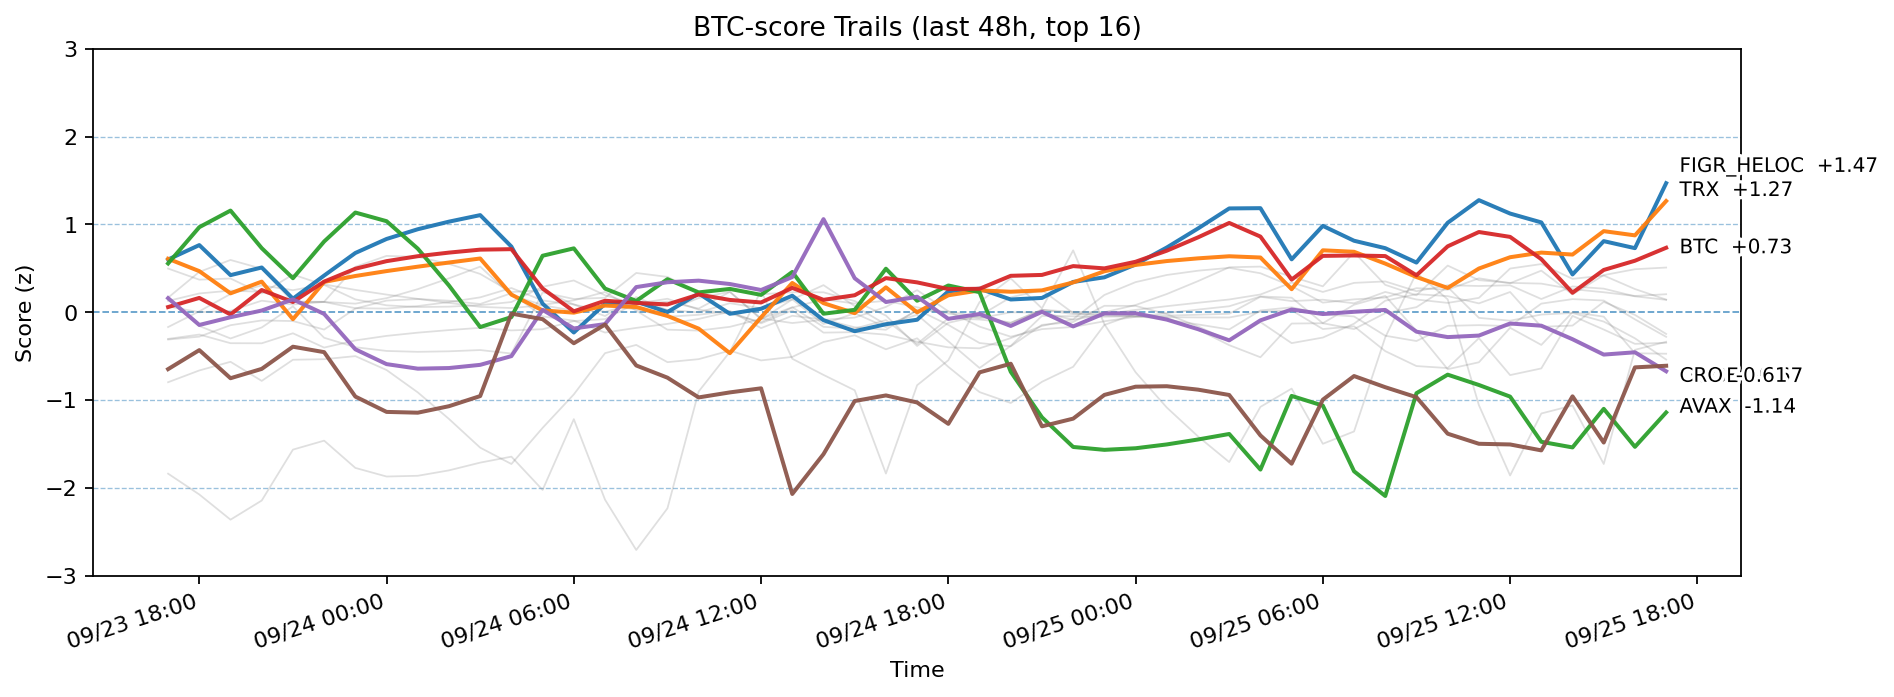 BTC-score Trails (last 48h, top 16)
Score (z)
3
2
1
0
−1
−2
−3
FIGR_HELOC +1.47
TRX +1.27
BTC +0.73
AVAX -1.14
09/23 18:00
09/24 00:00
09/24 06:00
09/24 12:00
09/24 18:00
09/25 00:00
09/25 06:00
09/25 12:00
09/25 18:00
Time